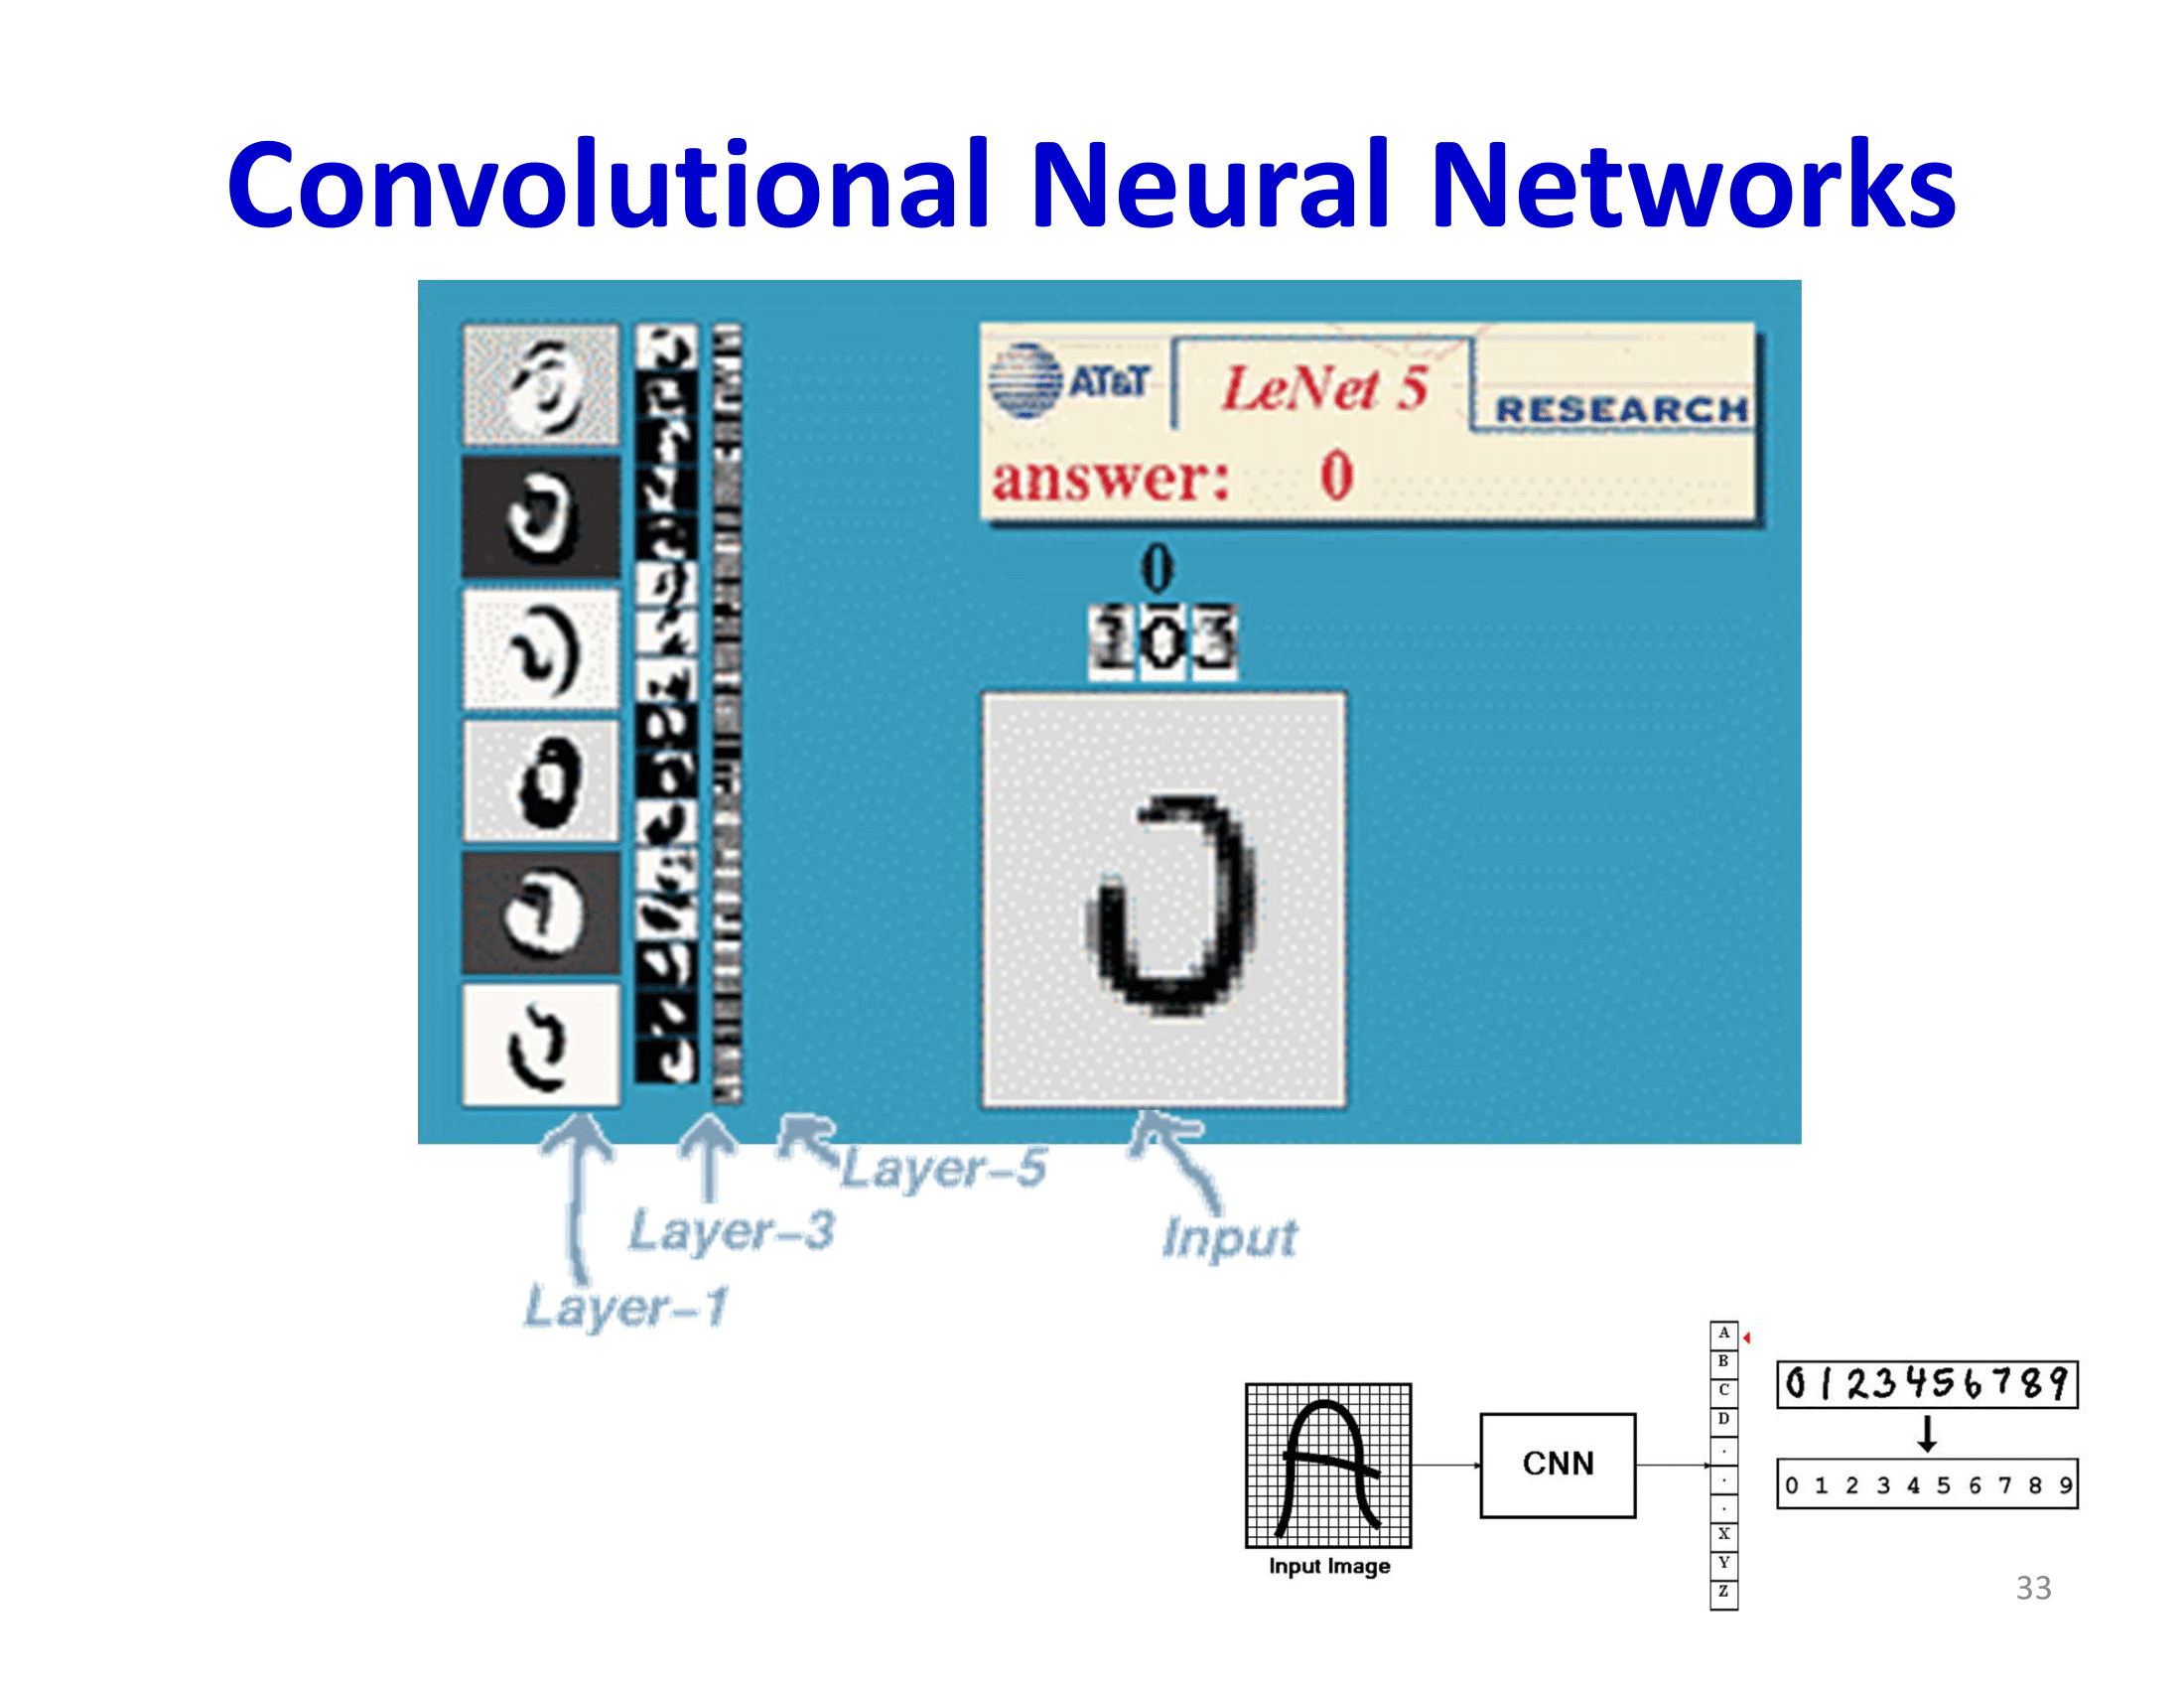 Convolutional Neural Networks
AT&T
LeNet 5
RESEARCH
answer: 0
0
0 3
Layer-5
Layer-3
Input
Layer-1
A
B
C
D
.
.
.
X
Y
Z
0 1 2 3 4 5 6 7 8 9
0 1 2 3 4 5 6 7 8 9
CNN
Input Image
33